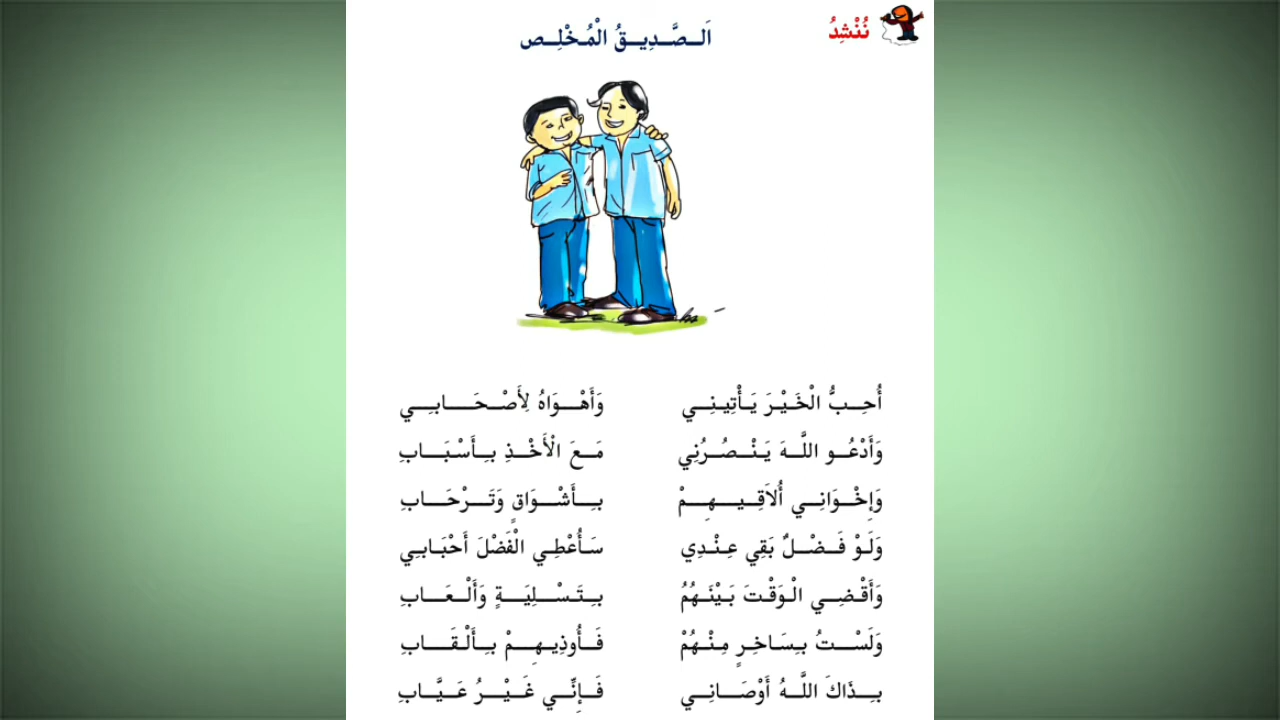 نُنْشِدُ
اَلصَّدِيقُ الْمُخْلِص
أُحِبُّ الْخَيْرَ يَأْتِينِي وَأَهْوَاهُ لِأَصْحَابِي
وَأَدْعُو اللَّهَ يَنْصُرُنِي مَعَ الْأَخْذِ بِأَسْبَابِ
وَإِخْوَانِي أُلاَقِيهِمْ بِأَشْوَاقٍ وَتَرْحَابِ
وَلَوْ فَضْلٌ بَقِي عِنْدِي سَأُعْطِي الْفَضْلَ أَحْبَابِي
وَأَقْضِي الْوَقْتَ بَيْنَهُمُ بِتَسْلِيَةٍ وَأَلْعَابِ
وَلَسْتُ بِسَاخِرٍ مِنْهُمْ فَأُوذِيهِمْ بِأَلْقَابِ
بِذَاكَ اللَّهُ أَوْصَانِي فَإِنِّي غَيْرُ عَيَّابِ